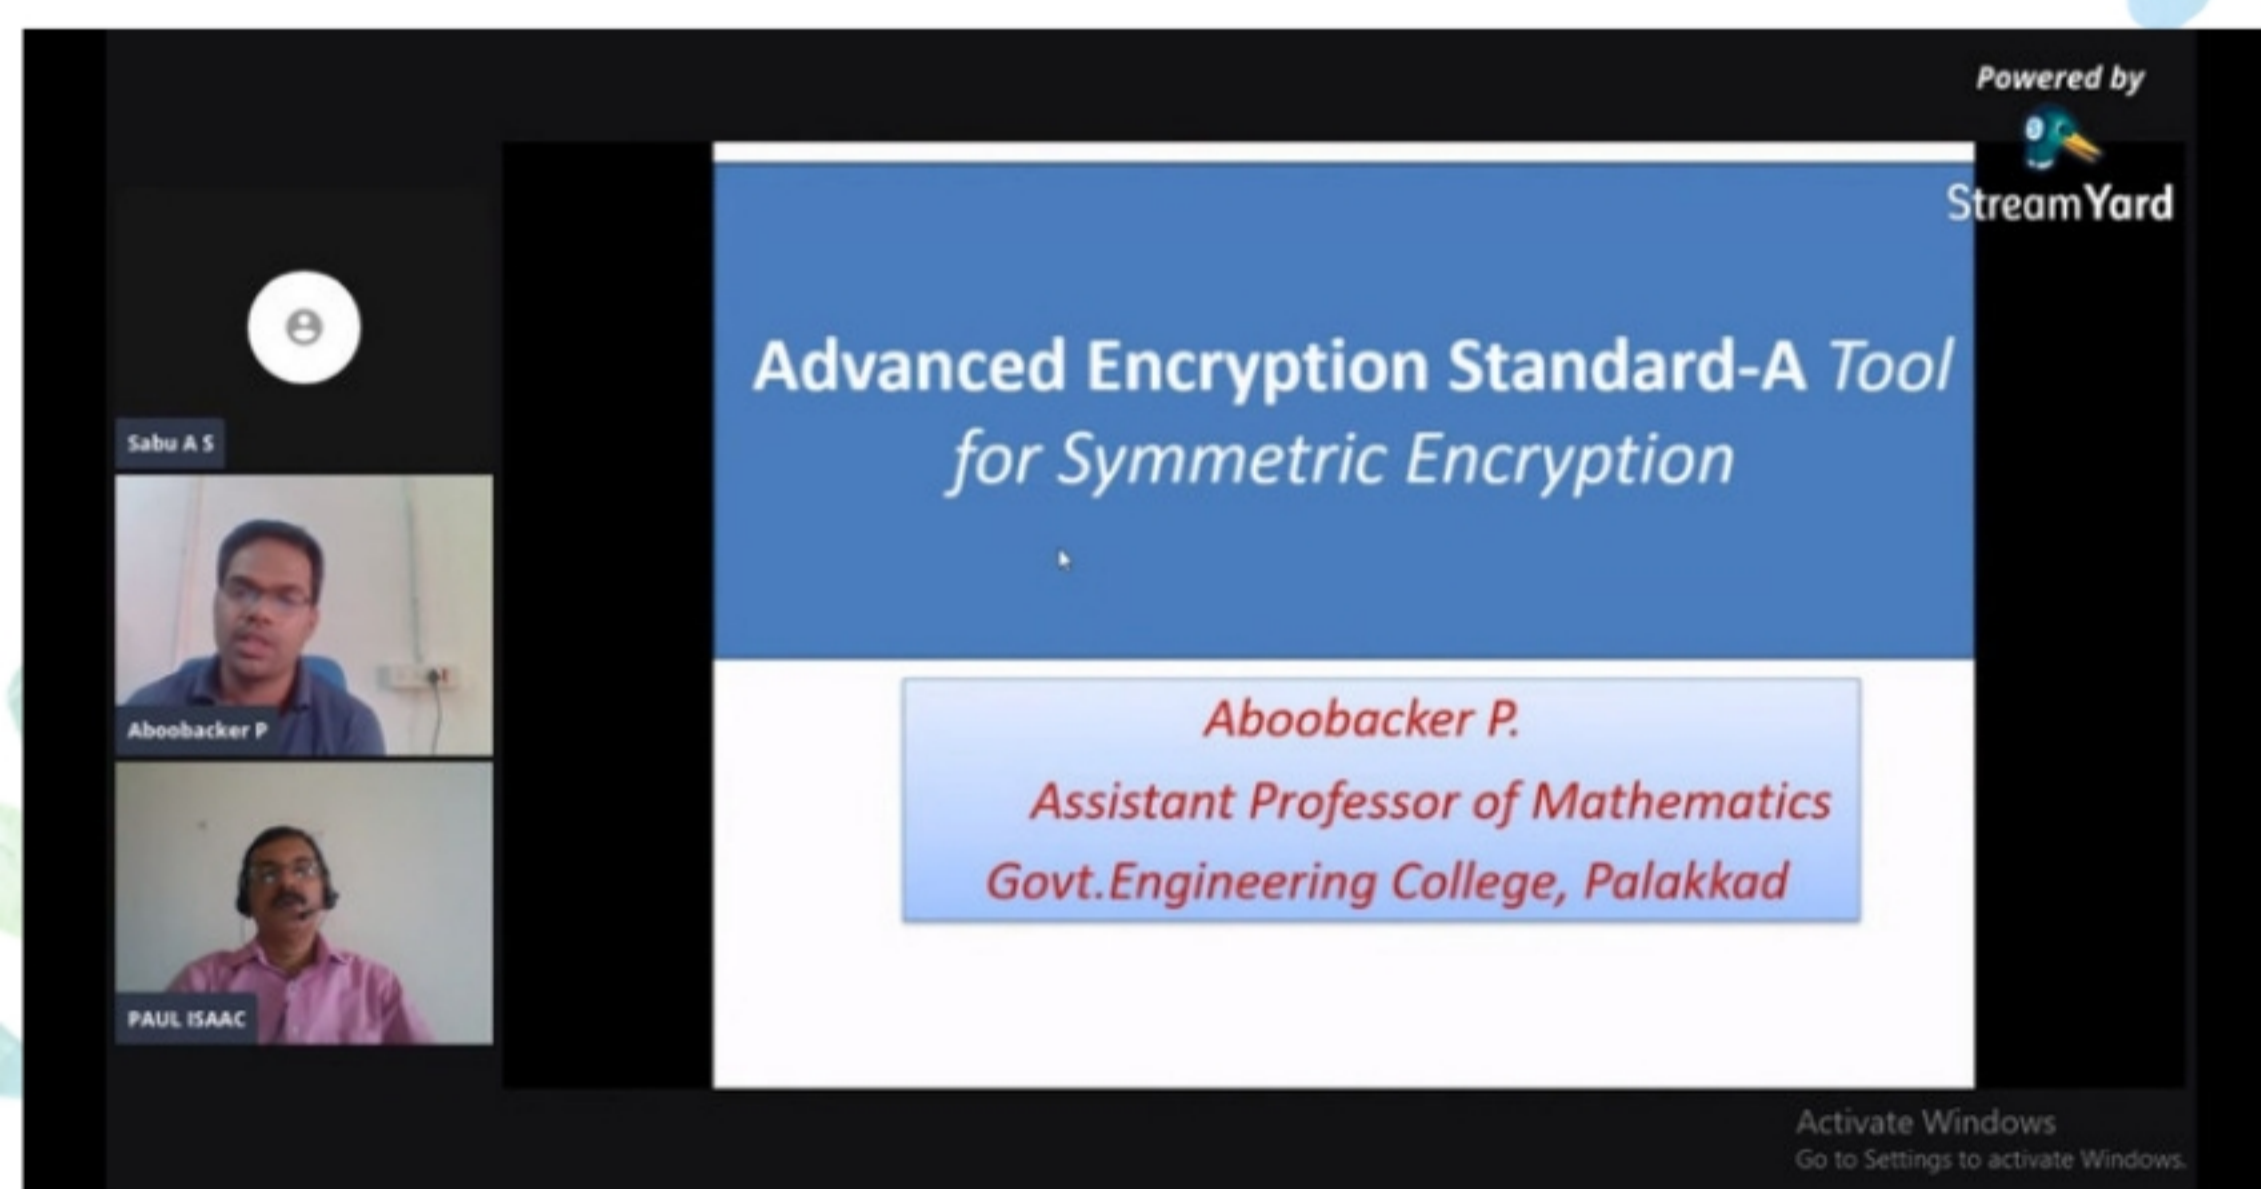 Powered by
StreamYard
Advanced Encryption Standard-A Tool
for Symmetric Encryption
Sabu A S
Aboobacker P
PAUL ISAAC
Aboobacker P.
Assistant Professor of Mathematics
Govt.Engineering College, Palakkad
Activate Windows
Go to Settings to activate Windows.